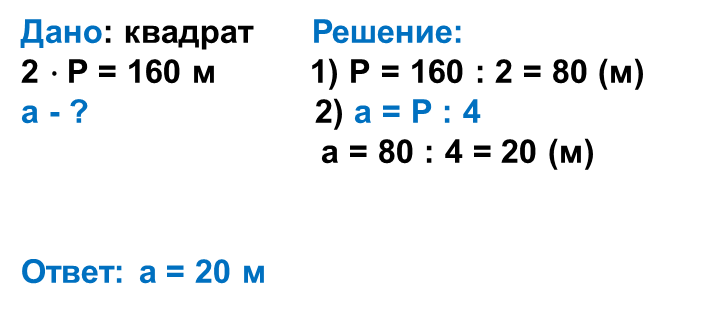 Дано: квадрат
2 · P = 160 м
a - ?
Решение:
1) P = 160 : 2 = 80 (м)
2) a = P : 4
a = 80 : 4 = 20 (м)
Ответ: a = 20 м